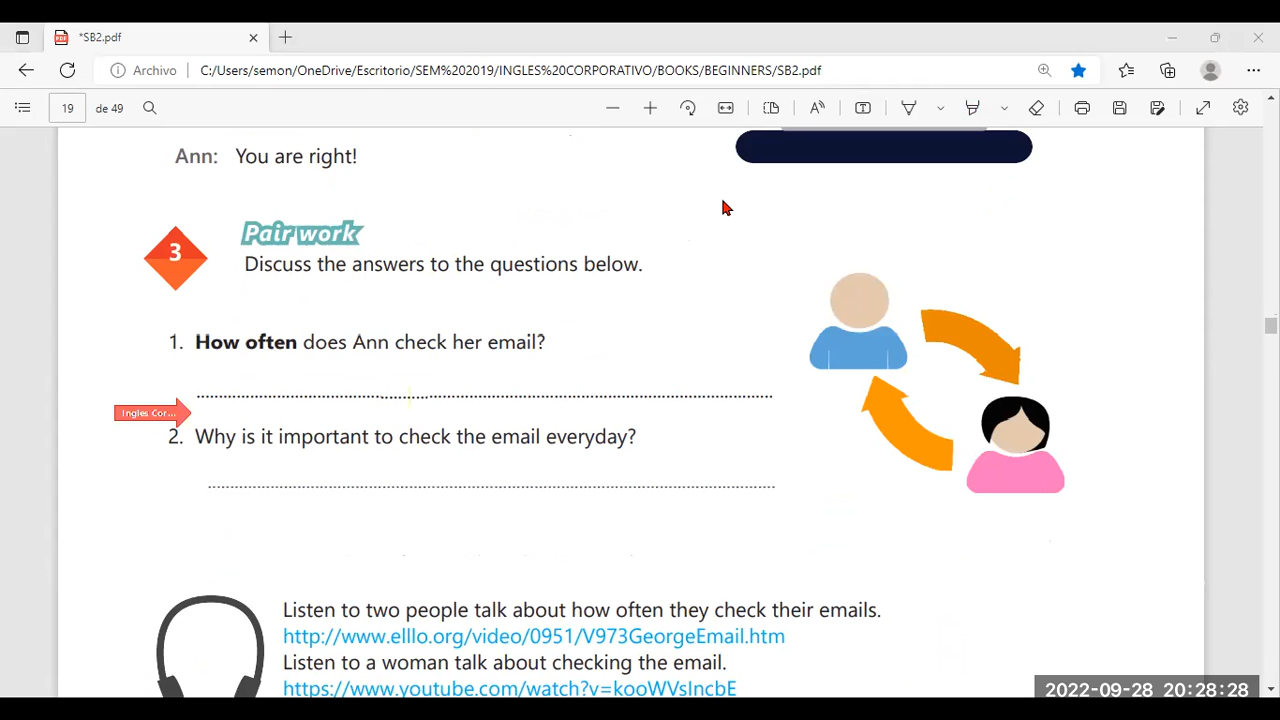 *SB2.pdf
Archivo
C:/Users/semon/OneDrive/Escritorio/SEM%202019/INGLES%20CORPORATIVO/BOOKS/BEGINNERS/SB2.pdf
19 de 49
Ann: You are right!
3 Pair work
Discuss the answers to the questions below.
1. How often does Ann check her email?
Ingles Cor...
2. Why is it important to check the email everyday?
Listen to two people talk about how often they check their emails.
http://www.elllo.org/video/0951/V973GeorgeEmail.htm
Listen to a woman talk about checking the email.
https://www.youtube.com/watch?v=kooWVsIncbE
2022-09-28 20:28:28